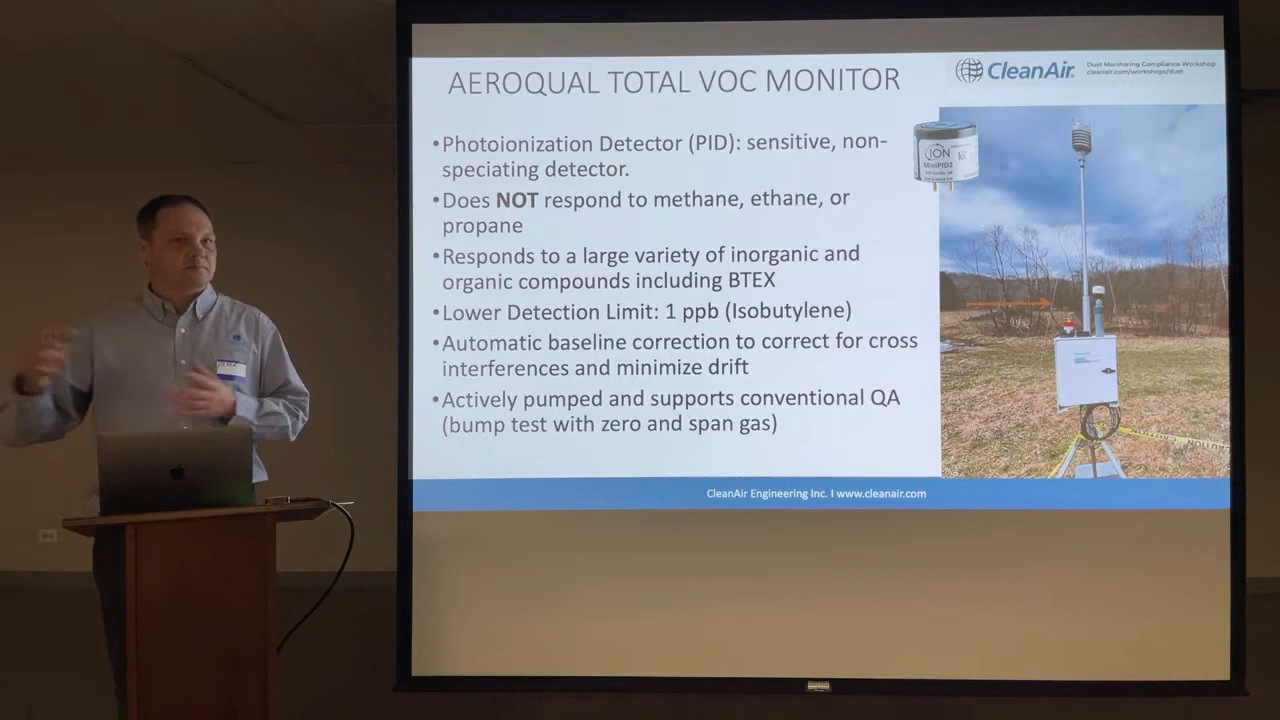 AEROQUAL TOTAL VOC MONITOR
CleanAir.
Dust Monitoring Compliance Workshop
cleanair.com/workshops/dust
•Photoionization Detector (PID): sensitive, non-
speciating detector.
•Does NOT respond to methane, ethane, or
propane
•Responds to a large variety of inorganic and
organic compounds including BTEX
•Lower Detection Limit: 1 ppb (Isobutylene)
•Automatic baseline correction to correct for cross
interferences and minimize drift
•Actively pumped and supports conventional QA
(bump test with zero and span gas)
ION
MiniPID2
CAUTION
CleanAir Engineering Inc. I www.cleanair.com